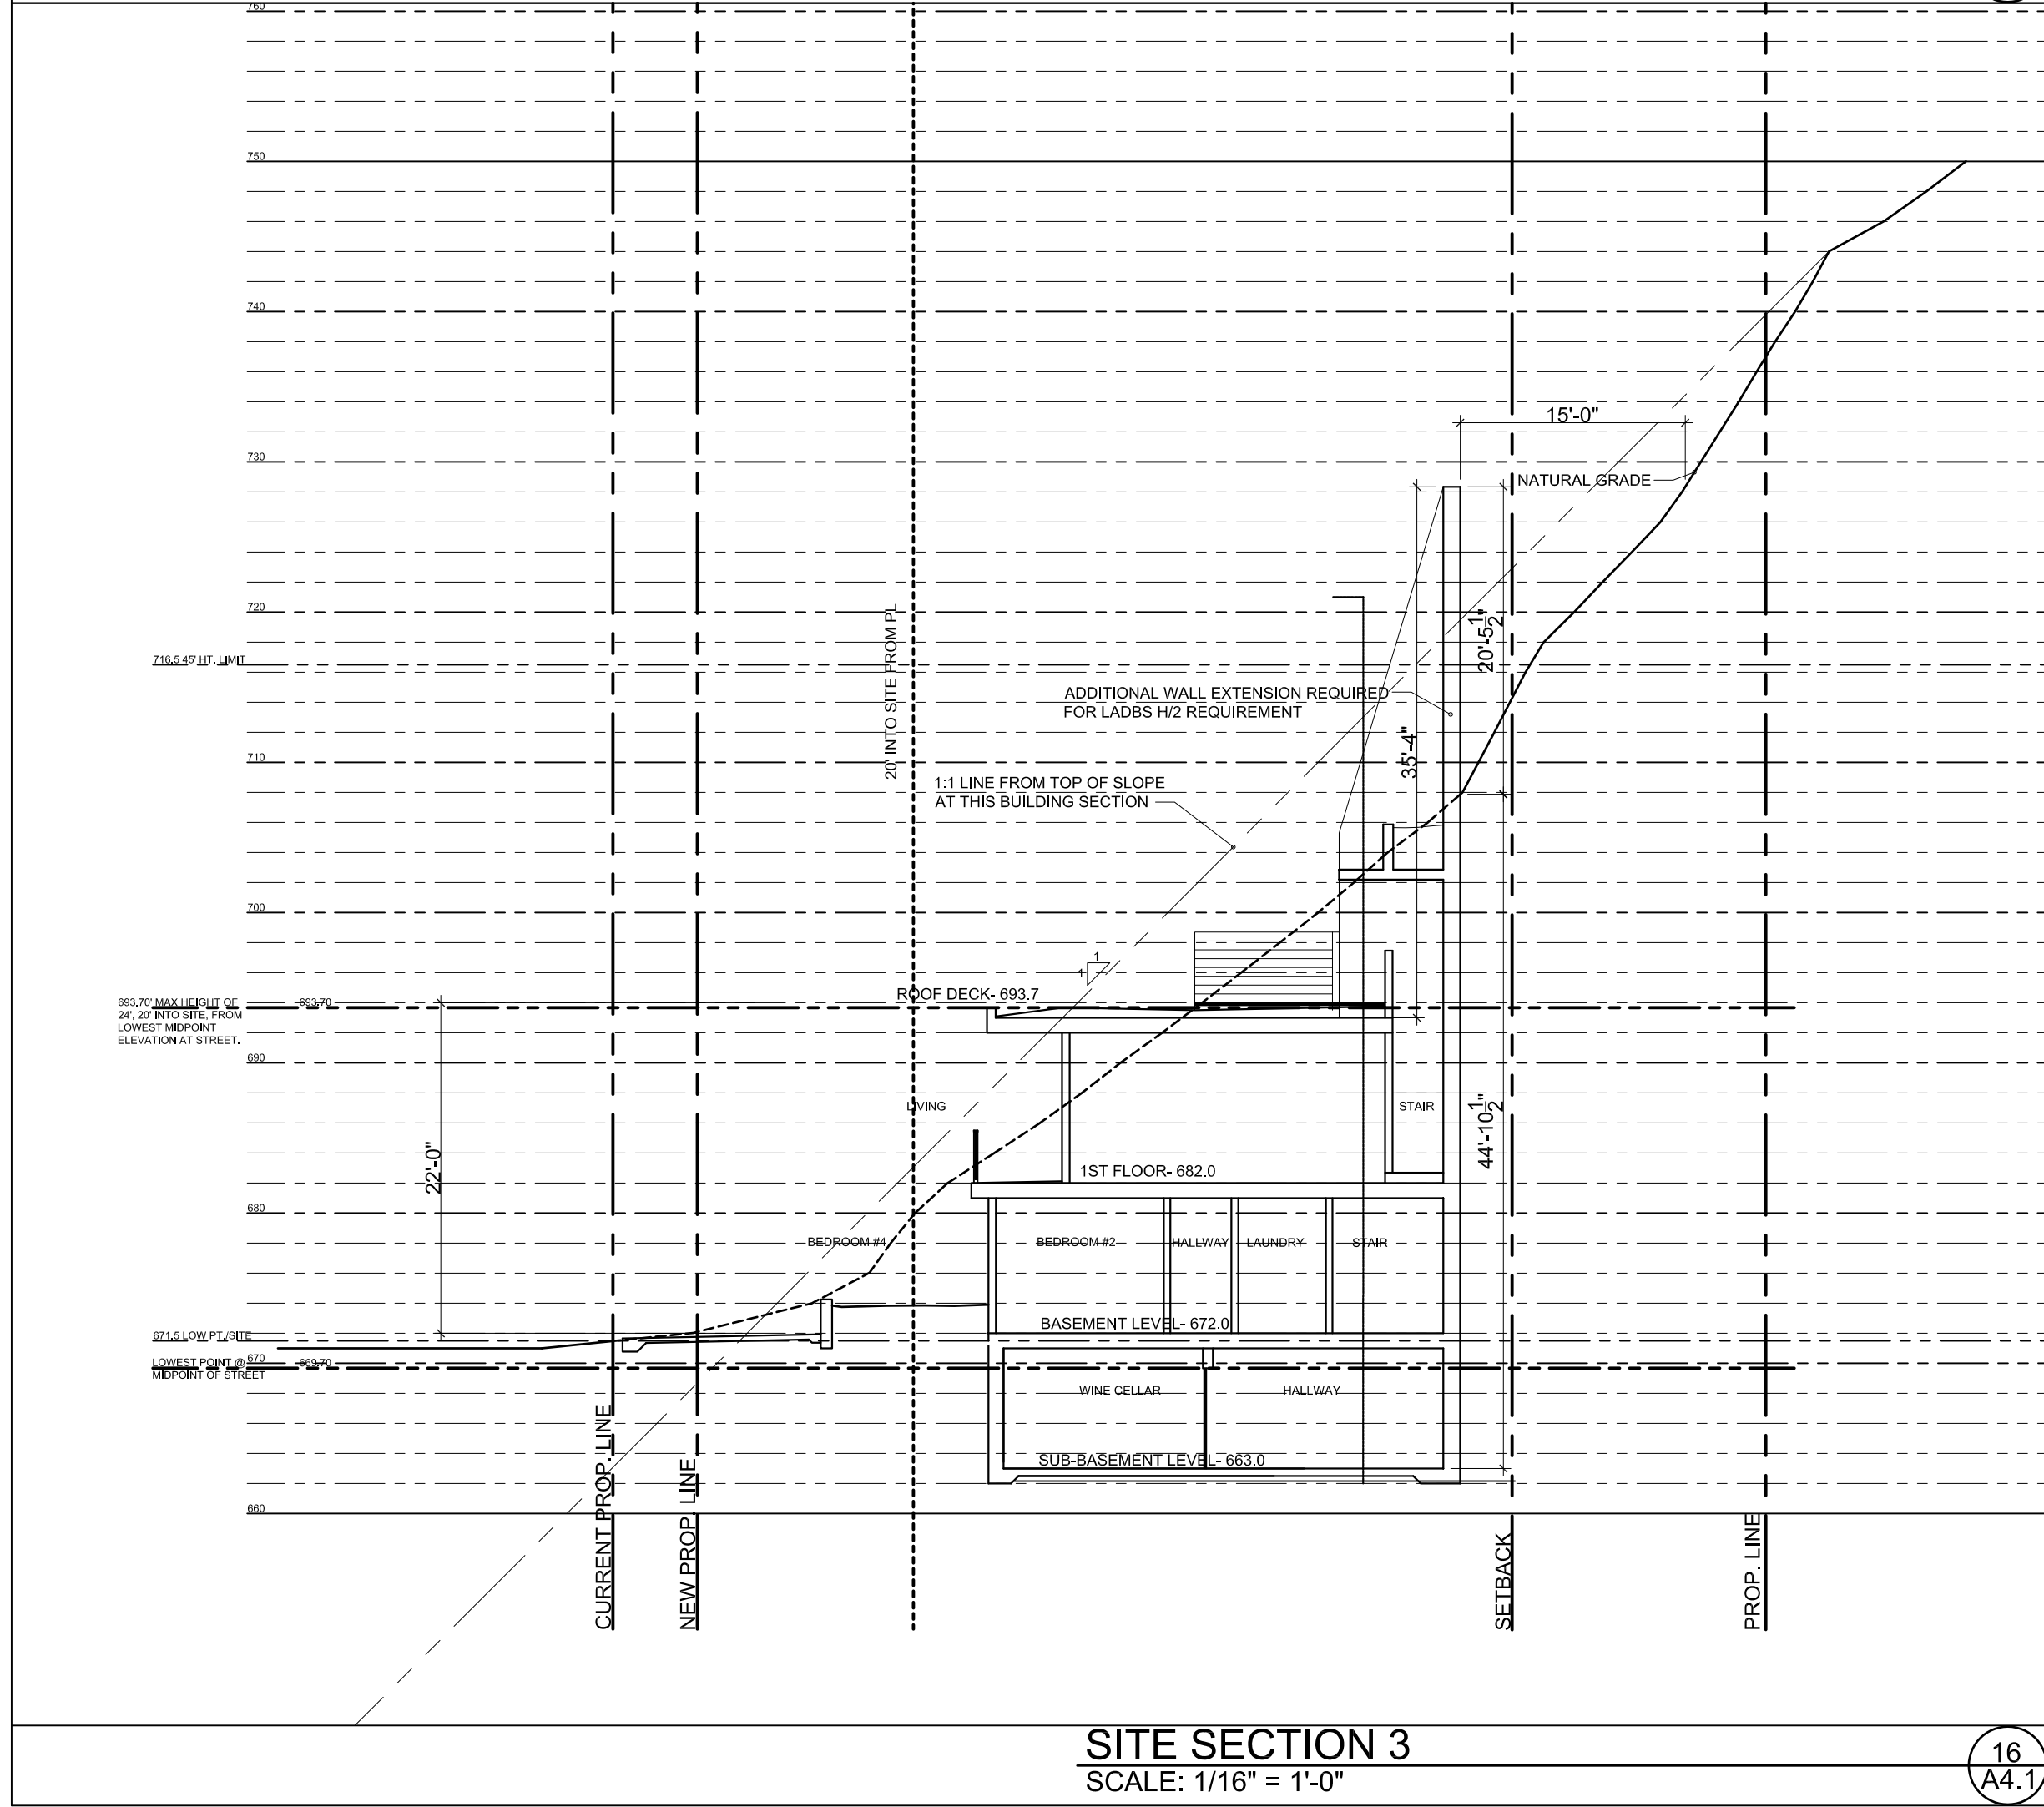 760
750
740
15'-0"
730
NATURAL GRADE
720
20'-5 1/2"
20' INTO SITE FROM PL
716.5 45' HT. LIMIT
ADDITIONAL WALL EXTENSION REQUIRED
FOR LADBS H/2 REQUIREMENT
35'-4"
710
1:1 LINE FROM TOP OF SLOPE
AT THIS BUILDING SECTION
700
1
1
ROOF DECK- 693.7
693.70' MAX HEIGHT OF
24', 20' INTO SITE, FROM
LOWEST MIDPOINT
ELEVATION AT STREET.
693.70
690
LIVING
STAIR
44'-10 1/2"
22'-0"
1ST FLOOR- 682.0
680
BEDROOM #4
BEDROOM #2
HALLWAY
LAUNDRY
STAIR
BASEMENT LEVEL- 672.0
671.5 LOW PT./SITE
LOWEST POINT @
MIDPOINT OF STREET
670
669.70
WINE CELLAR
HALLWAY
SUB-BASEMENT LEVEL- 663.0
660
CURRENT PROP. LINE
NEW PROP. LINE
SETBACK
PROP. LINE
SITE SECTION 3
SCALE: 1/16" = 1'-0"
16
A4.1